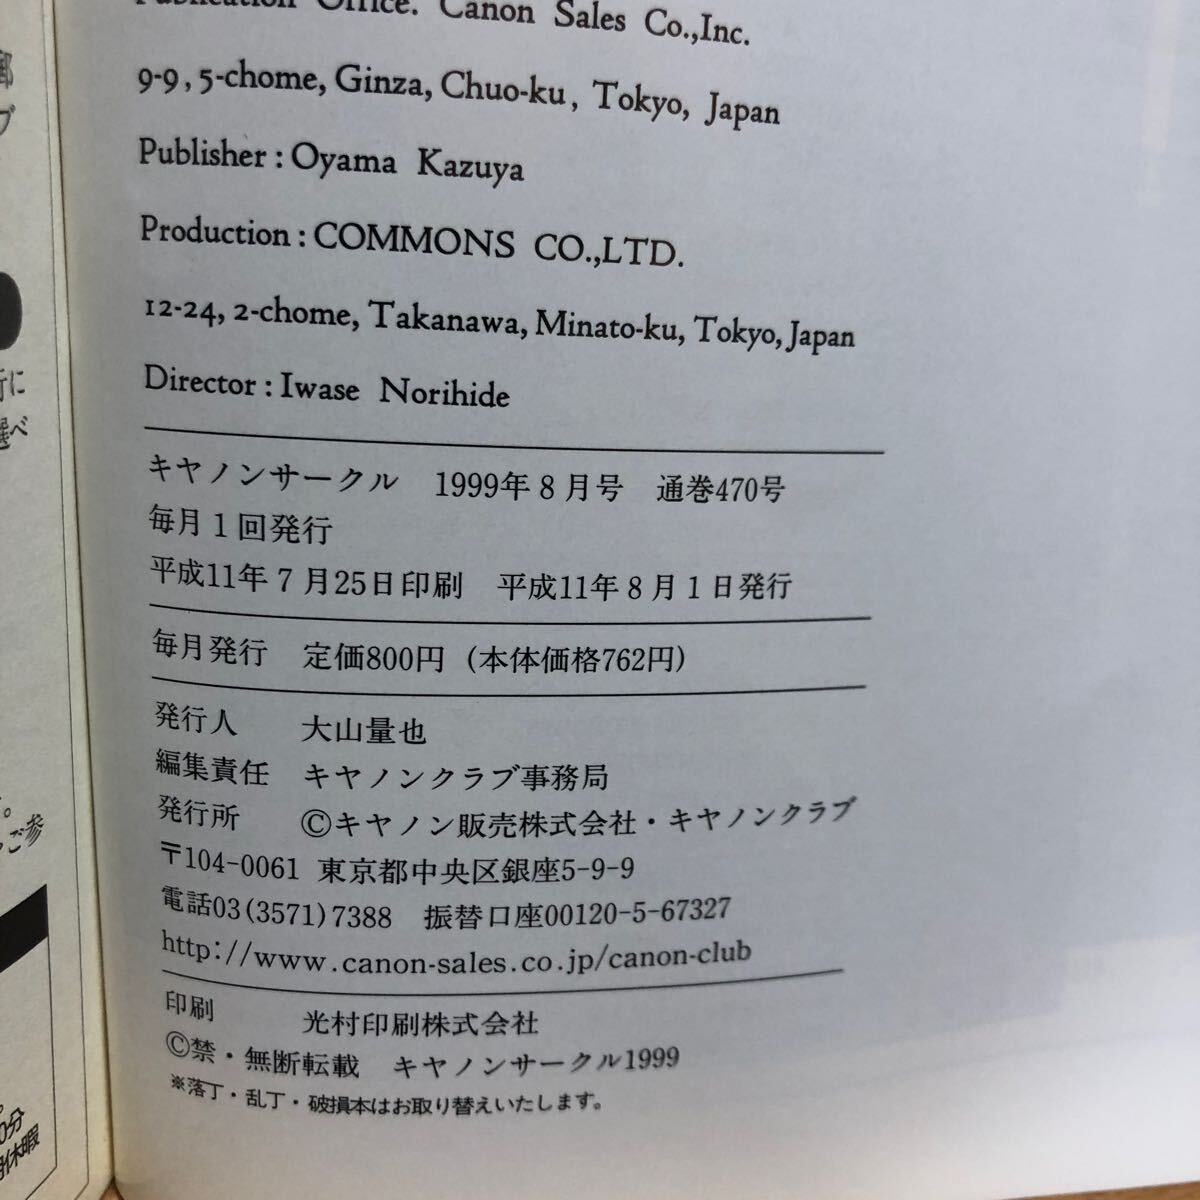 Publication Office. Canon Sales Co.,Inc.
9-9, 5-chome, Ginza, Chuo-ku, Tokyo, Japan
Publisher : Oyama Kazuya
Production : COMMONS CO.,LTD.
12-24, 2-chome, Takanawa, Minato-ku, Tokyo, Japan
Director : Iwase Norihide
キヤノンサークル 1999年8月号 通巻470号
毎月1回発行
平成11年7月25日印刷 平成11年8月1日発行
毎月発行 定価800円 (本体価格762円)
発行人 大山量也
編集責任 キヤノンクラブ事務局
発行所 ©キヤノン販売株式会社・キヤノンクラブ
〒104-0061 東京都中央区銀座5-9-9
電話03(3571)7388 振替口座00120-5-67327
http://www.canon-sales.co.jp/canon-club
印刷 光村印刷株式会社
©禁・無断転載 キヤノンサークル1999
※落丁・乱丁・破損本はお取り替えいたします。